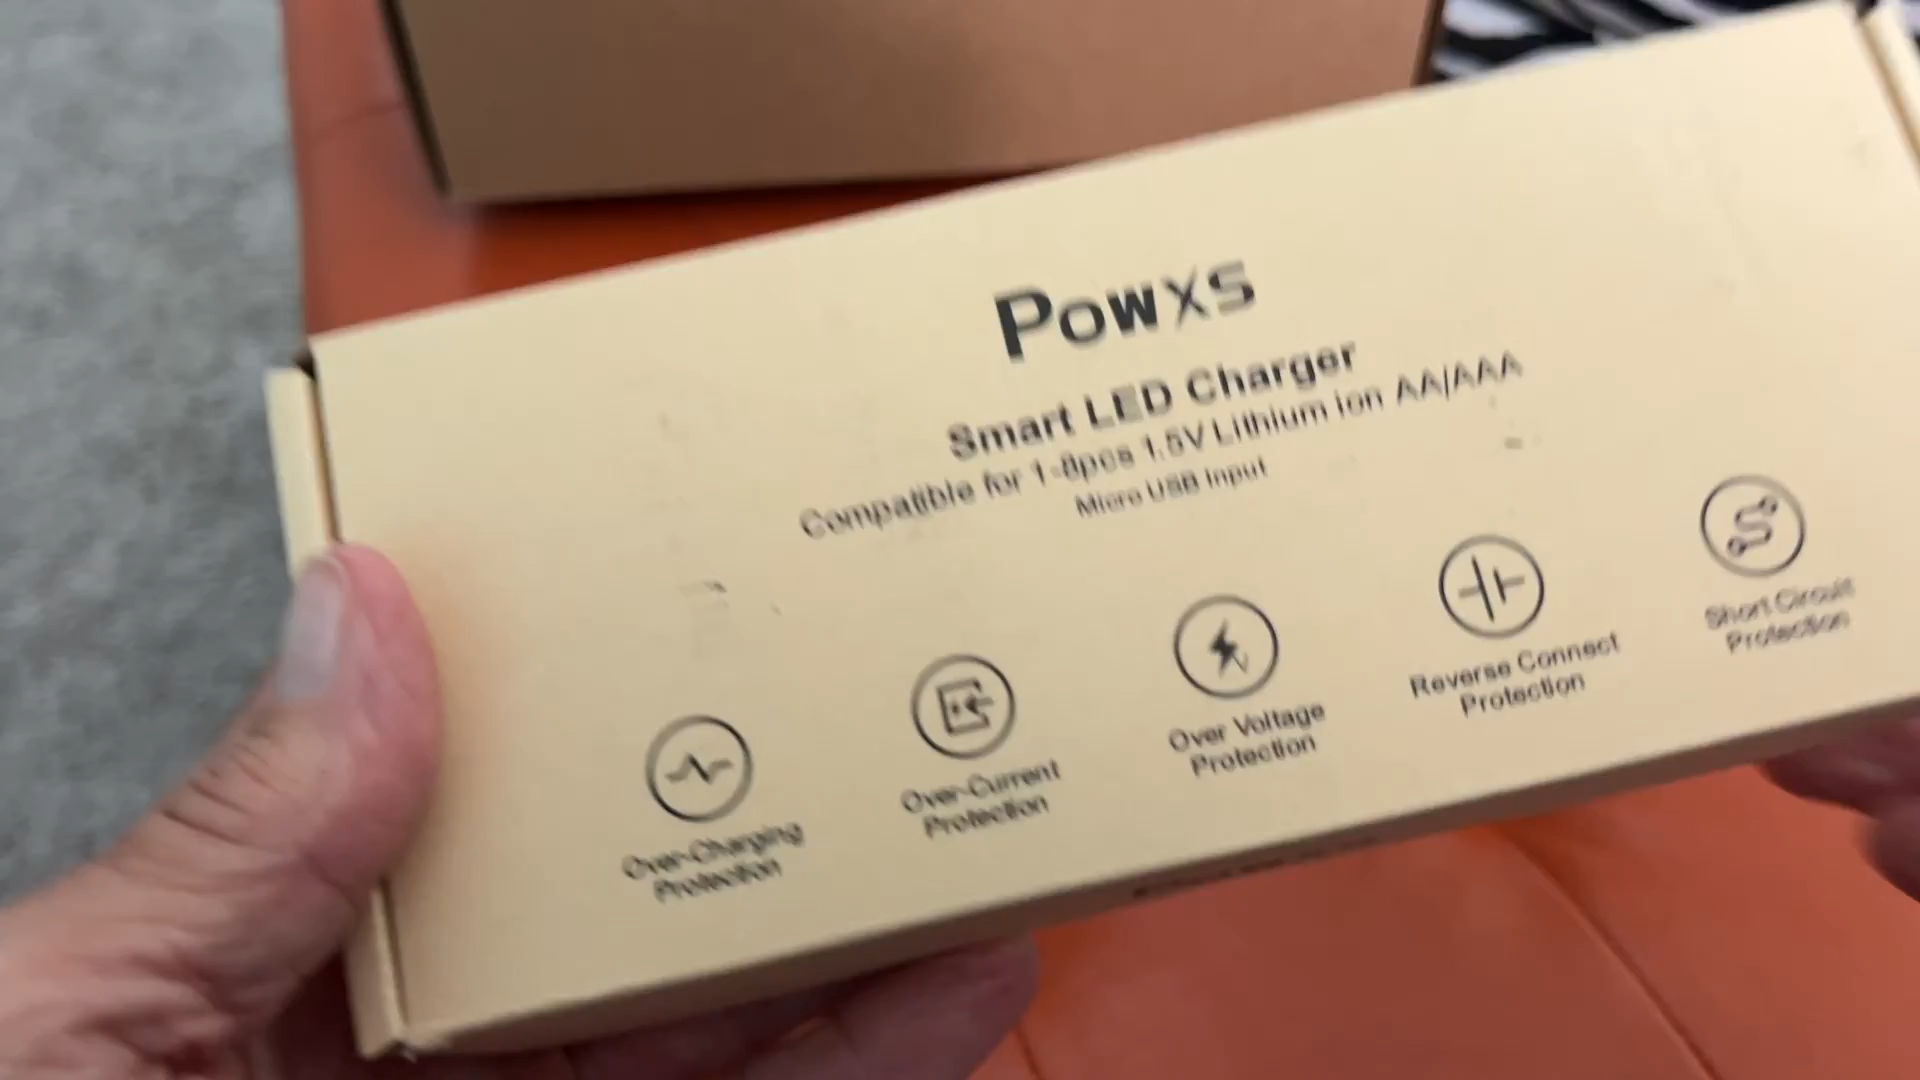 Powxs
Smart LED Charger
Compatible for 1-8pcs 1.5V Lithium Ion AA/AAA
Micro USB Input
Over-Charging
Protection
Over-Current
Protection
Over Voltage
Protection
Reverse Connect
Protection
Short Circuit
Protection